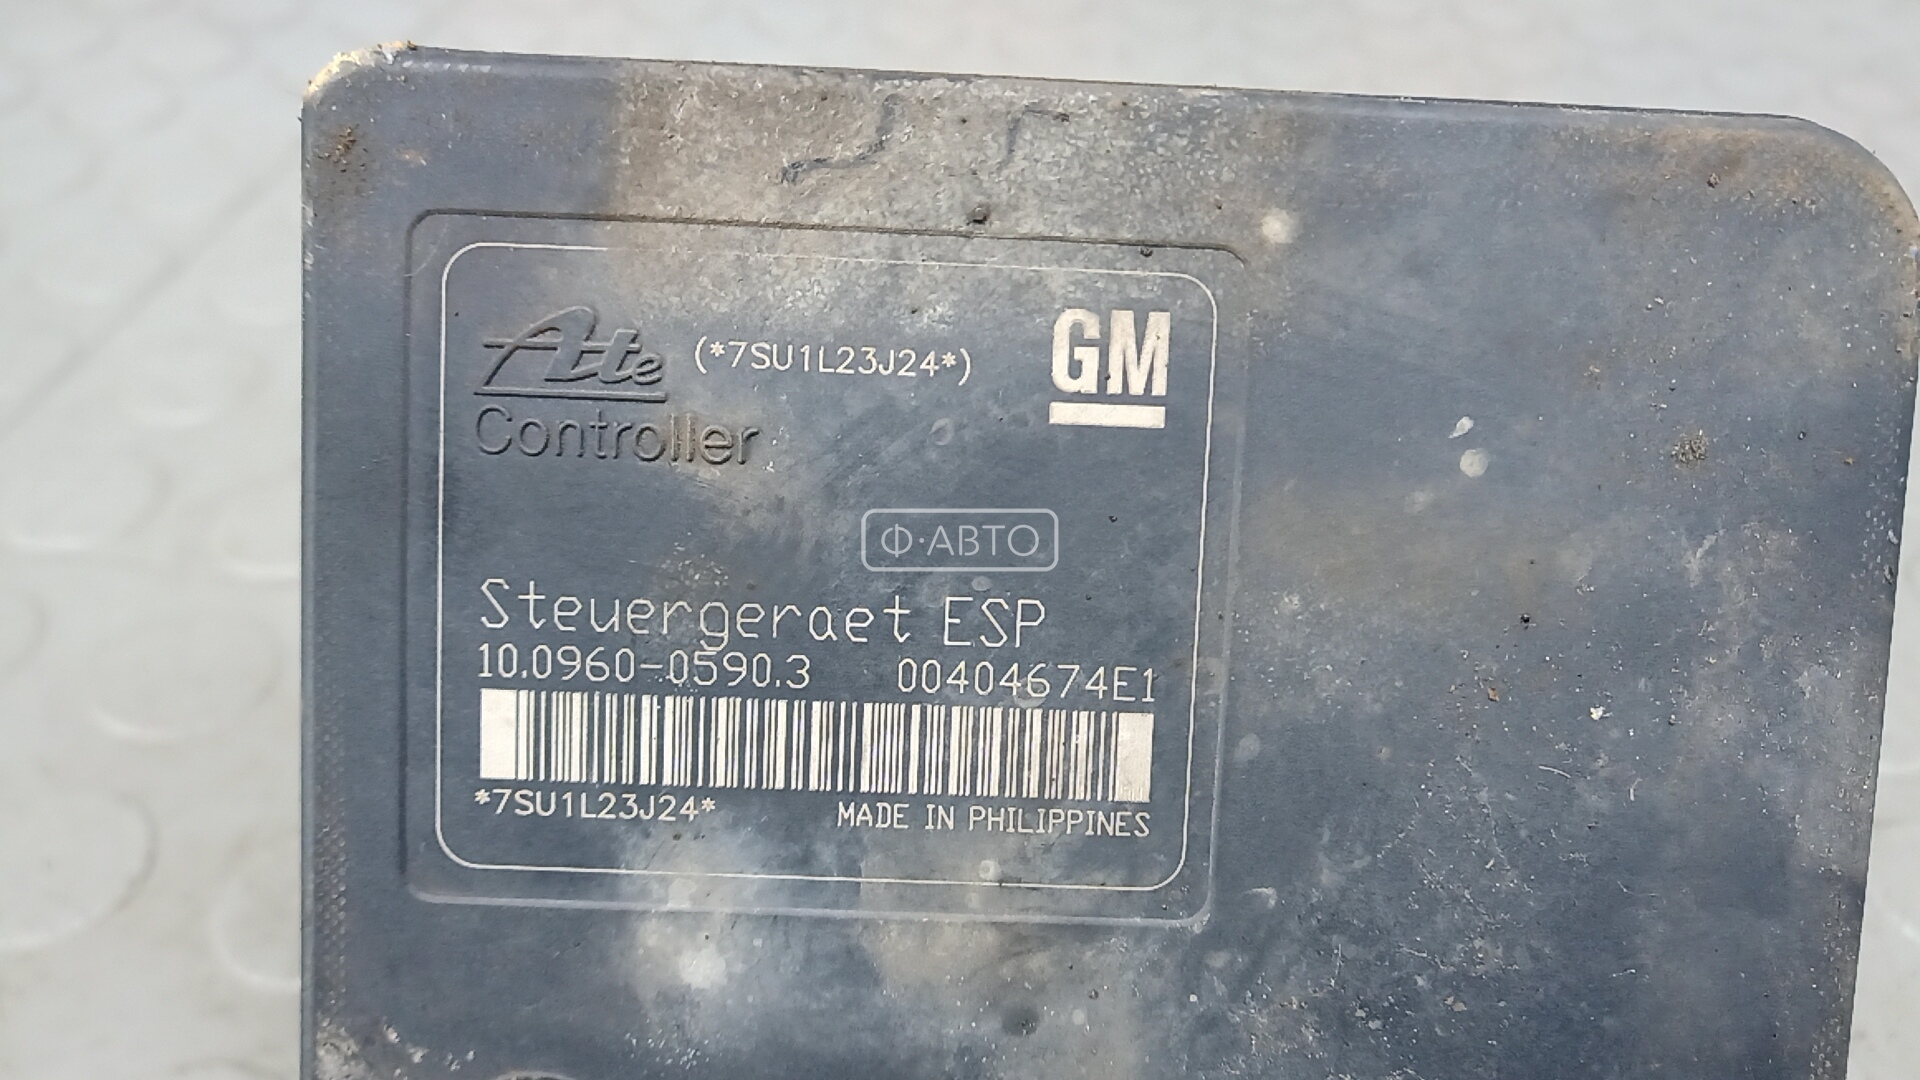 Ate (*7SU1L23J24*) GM
Controller
Ф·АВТО
Steuergeraet ESP
10.0960-0590.3 00404674E1
*7SU1L23J24* MADE IN PHILIPPINES